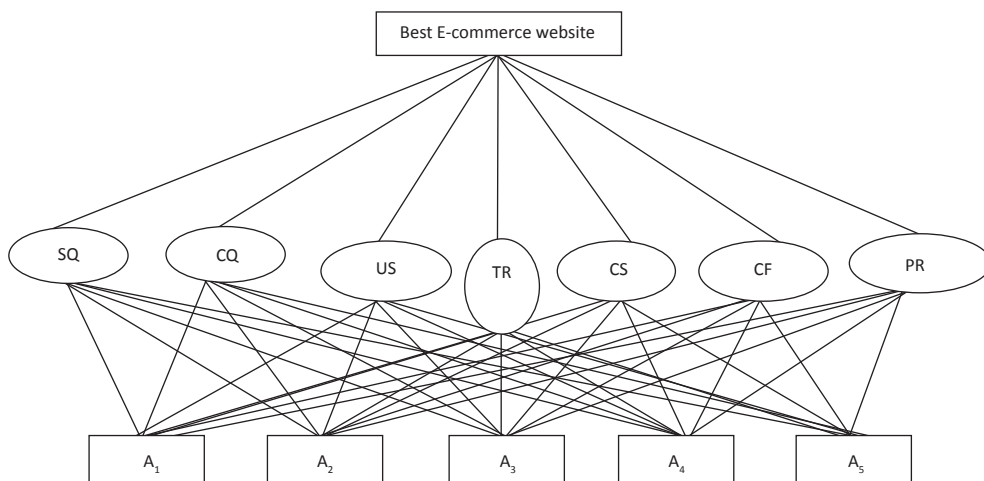 Best E-commerce website
SQ
CQ
US
TR
CS
CF
PR
A₁
A₂
A₃
A₄
A₅